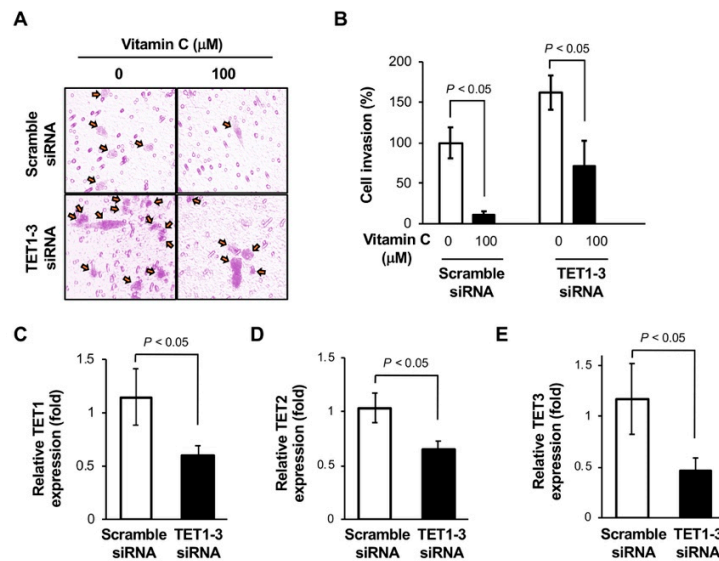 A
Vitamin C (μM)
0 100
Scramble
siRNA
TET1-3
siRNA
B
Cell invasion (%)
200
150
100
50
0
P < 0.05
P < 0.05
Vitamin C
(μM)
0 100 0 100
Scramble
siRNA
TET1-3
siRNA
C
Relative TET1
expression (fold)
1.5
1
0.5
0
P < 0.05
Scramble
siRNA
TET1-3
siRNA
D
Relative TET2
expression (fold)
1.5
1
0.5
0
P < 0.05
Scramble
siRNA
TET1-3
siRNA
E
Relative TET3
expression (fold)
1.5
1
0.5
0
P < 0.05
Scramble
siRNA
TET1-3
siRNA